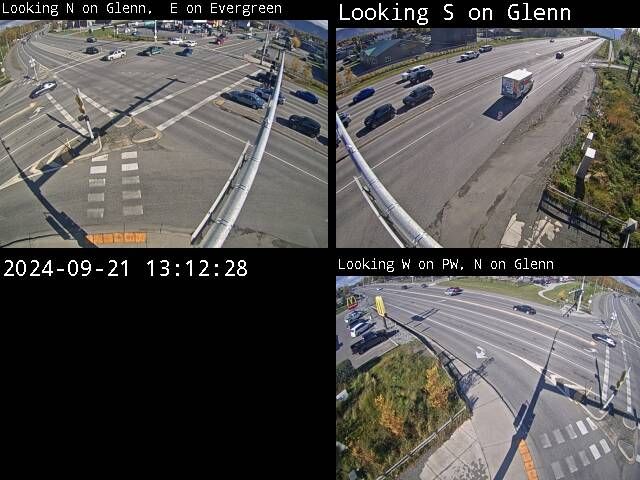 Looking N on Glenn,  E on Evergreen
Looking S on Glenn
2024-09-21 13:12:28
Looking W on PW, N on Glenn